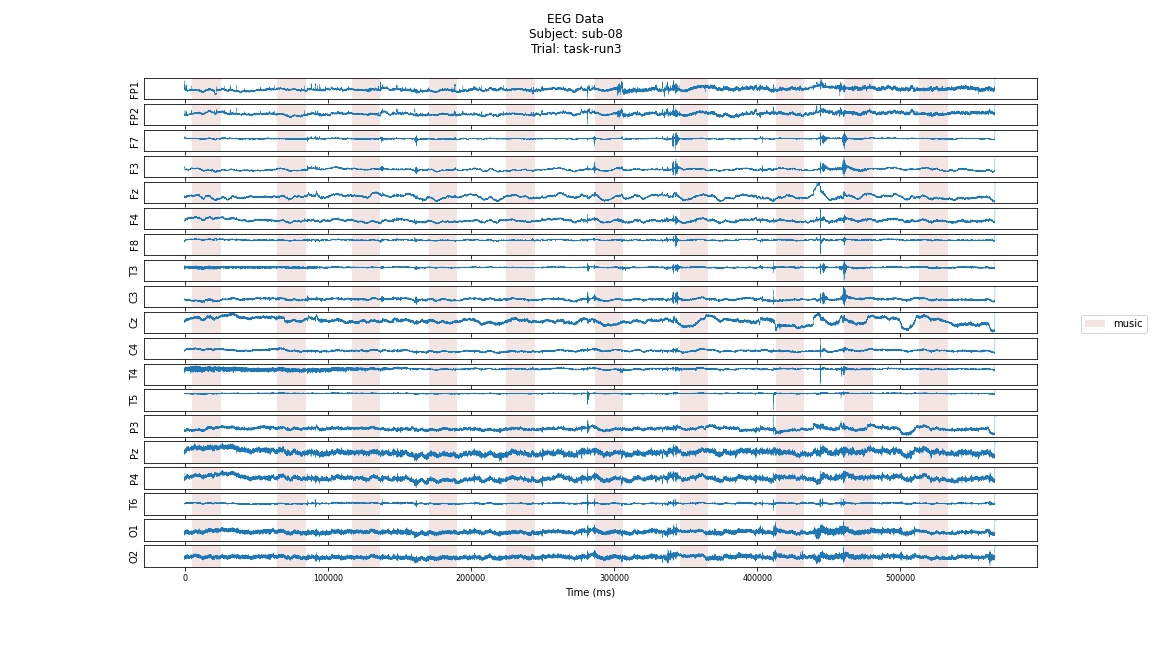 EEG Data
Subject: sub-08
Trial: task-run3
FP1
FP2
F7
F3
Fz
F4
F8
T3
C3
Cz
C4
T4
T5
P3
Pz
P4
T6
O1
O2
music
0 100000 200000 300000 400000 500000
Time (ms)